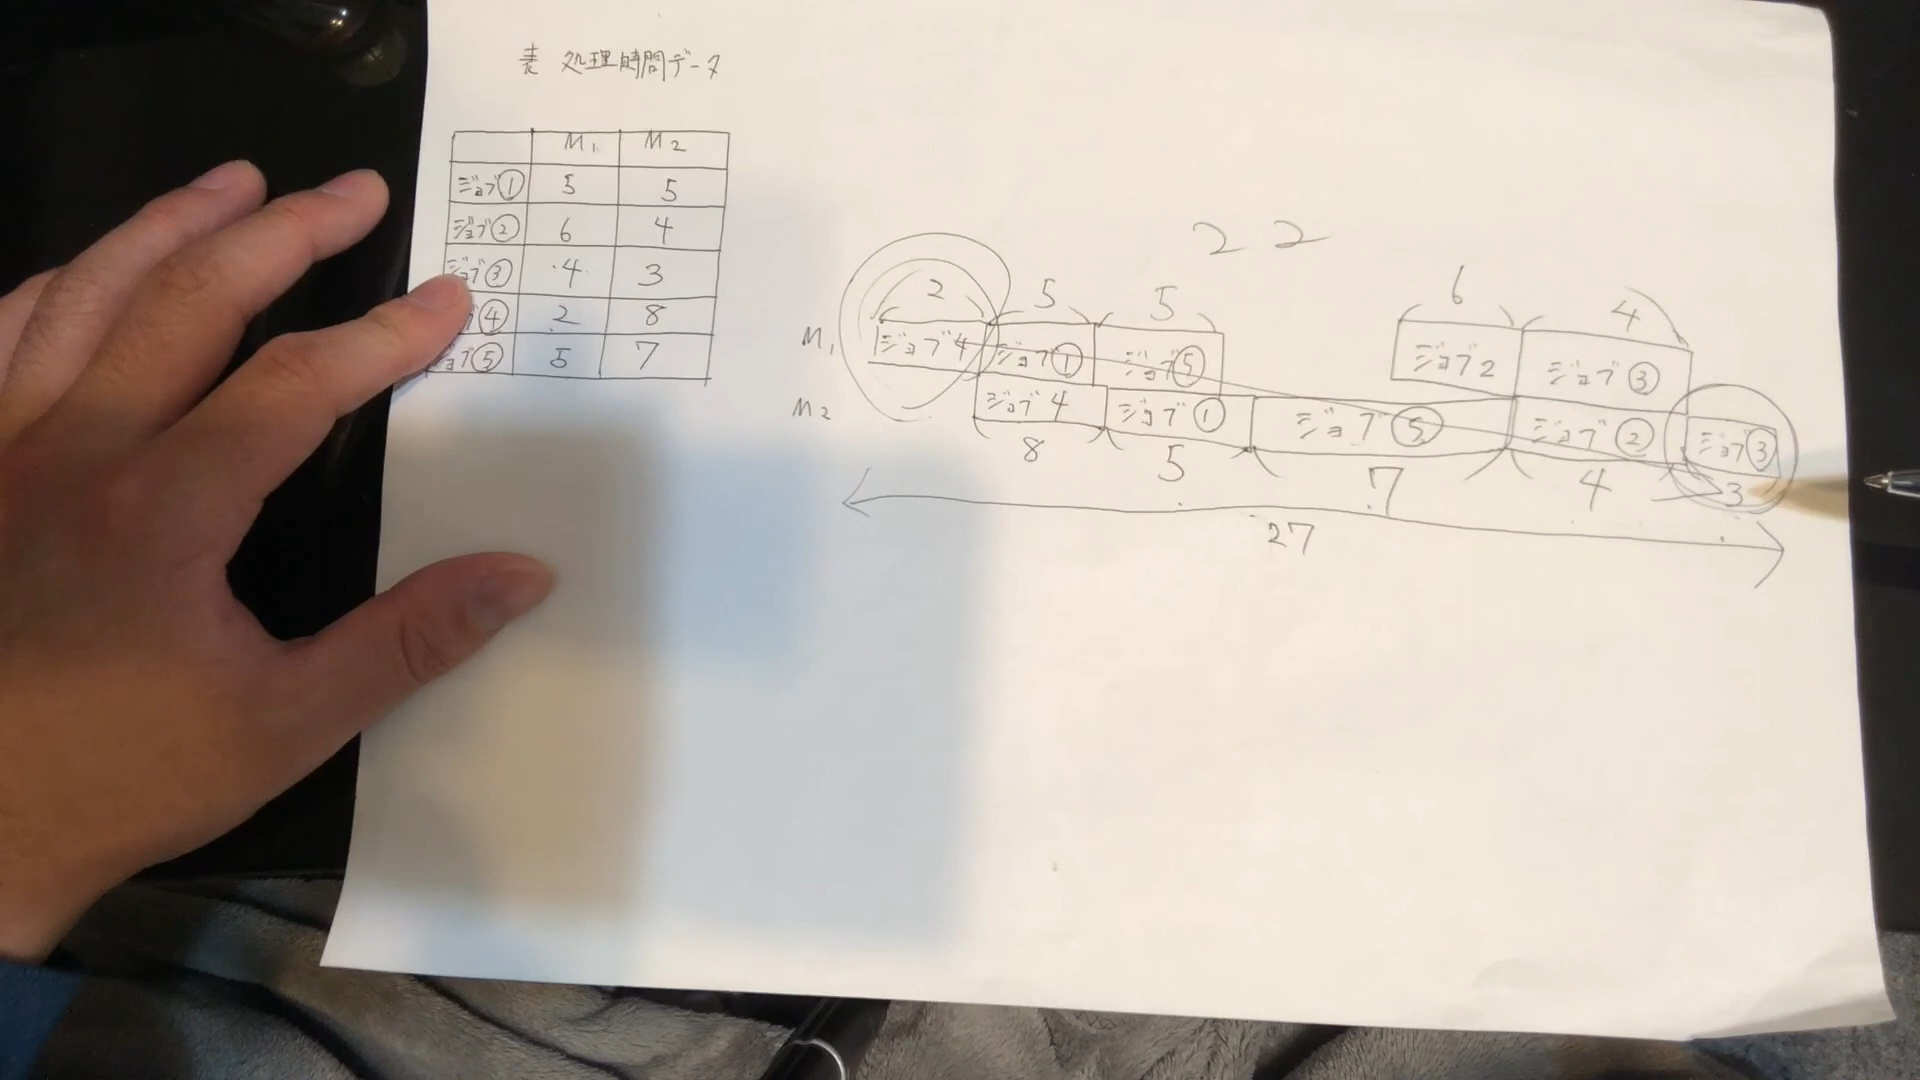 表 処理時間データ
M1 M2
ジョブ① 5 5
ジョブ② 6 4
ジョブ③ 4 3
ブ④ 2 8
ジョブ⑤ 5 7
22
2 5 5 6 4
M1 ジョブ4 ジョブ① ジョブ⑤ ジョブ2 ジョブ③
M2 ジョブ4 ジョブ① ジョブ⑤ ジョブ② ジョブ③
8 5 7 4 3
27